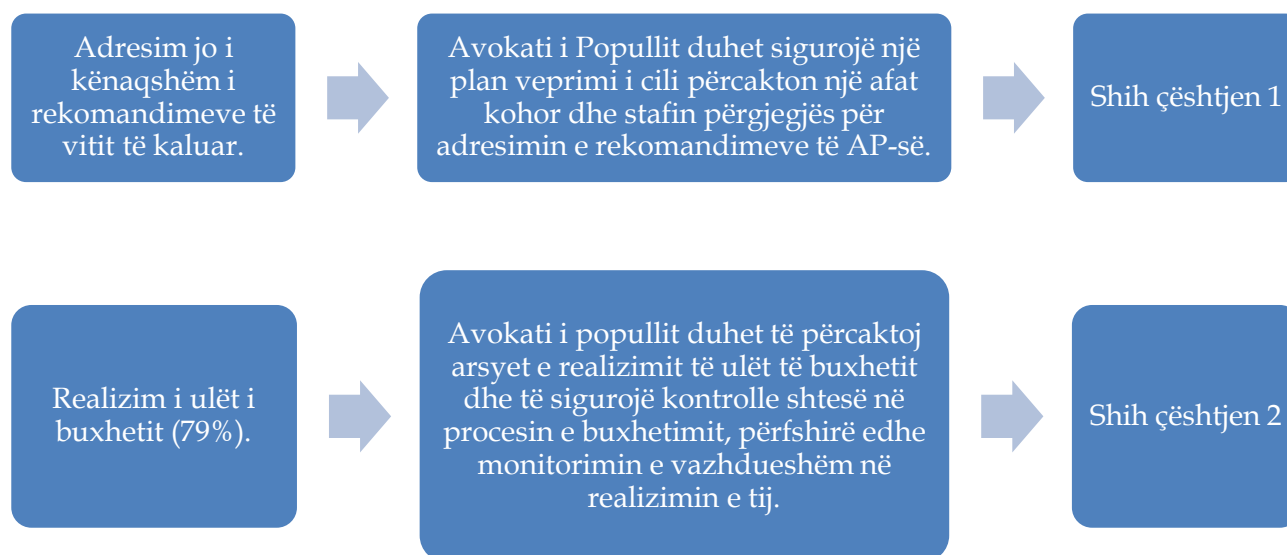 Adresim jo i
kënaqshëm i
rekomandimeve të
vitit të kaluar.
Avokati i Popullit duhet sigurojë një
plan veprimi i cili përcakton një afat
kohor dhe stafin përgjegjës për
adresimin e rekomandimeve të AP-së.
Shih çështjen 1
Realizim i ulët i
buxhetit (79%).
Avokati i popullit duhet të përcaktoj
arsyet e realizimit të ulët të buxhetit
dhe të sigurojë kontrolle shtesë në
procesin e buxhetimit, përfshirë edhe
monitorimin e vazhdueshëm në
realizimin e tij.
Shih çështjen 2